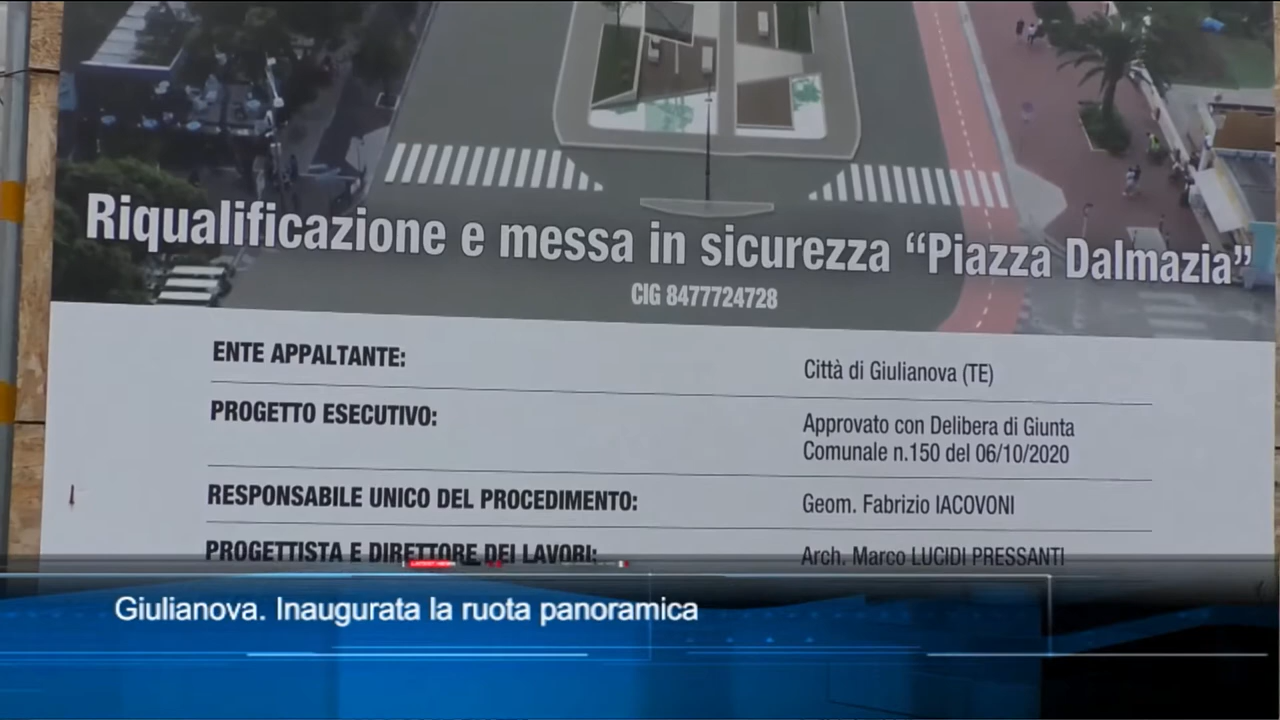 Riqualificazione e messa in sicurezza “Piazza Dalmazia”
CIG 8477724728
ENTE APPALTANTE: Città di Giulianova (TE)
PROGETTO ESECUTIVO: Approvato con Delibera di Giunta
Comunale n.150 del 06/10/2020
RESPONSABILE UNICO DEL PROCEDIMENTO: Geom. Fabrizio IACOVONI
PROGETTISTA E DIRETTORE DEI LAVORI: Arch. Marco LUCIDI PRESSANTI
LATEST NEWS
Giulianova. Inaugurata la ruota panoramica